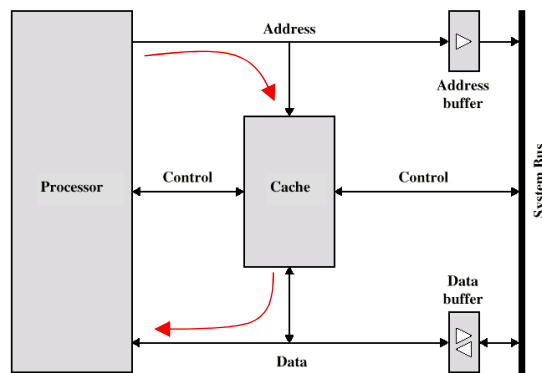 Address
Address
buffer
Processor
Control
Cache
Control
System Bus
Data
buffer
Data